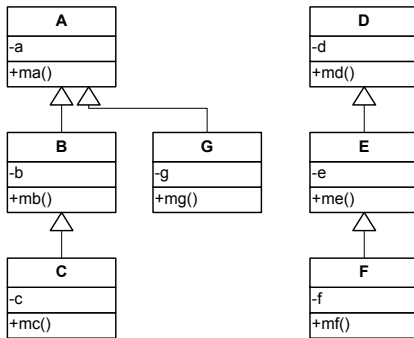 A
-a
+ma()
D
-d
+md()
B
-b
+mb()
G
-g
+mg()
E
-e
+me()
C
-c
+mc()
F
-f
+mf()